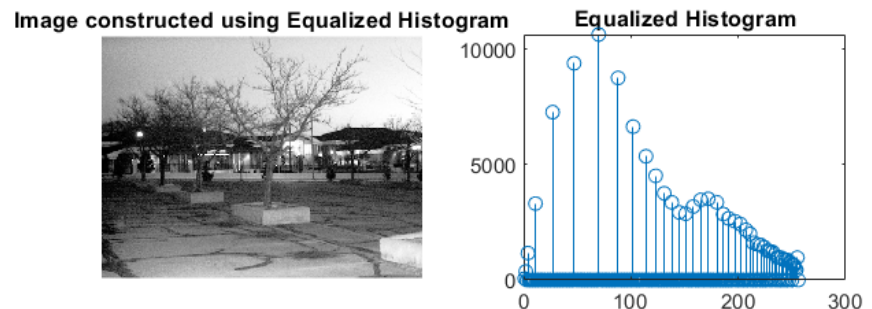 Image constructed using Equalized Histogram
Equalized Histogram
10000
5000
0
0 100 200 300